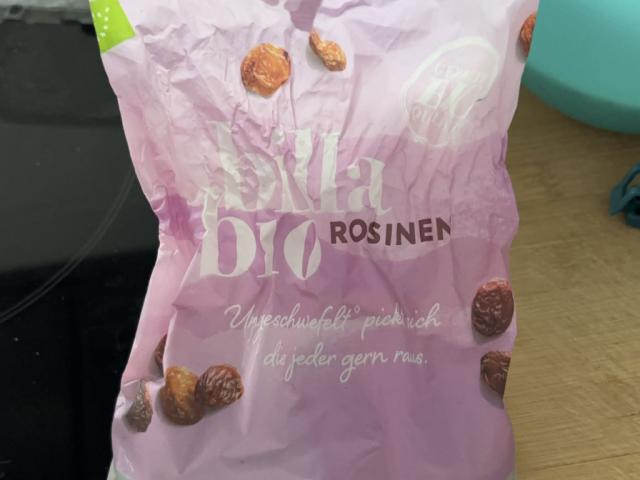 billa
bio ROSINEN
Ungeschwefelt° pick ich
die jeder gern raus.